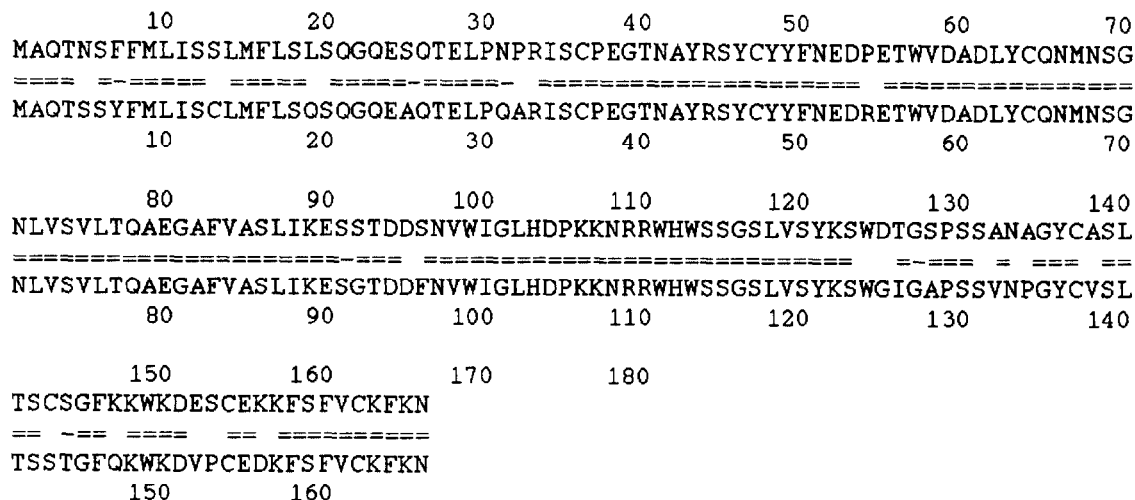 10 20 30 40 50 60 70
MAQTNSFFMLISSLMFLSLSQGQESQTELPNPRISCPEGTNAYRSYCYYFNEDPETWVDADLYCQNMNSG
==== =-===== ===== =====-=====- ===================== ================
MAQTSSYFMLISCLMFLSQSQGQEAQTELPQARISCPEGTNAYRSYCYYFNEDRETWVDADLYCQNMNSG
10 20 30 40 50 60 70
80 90 100 110 120 130 140
NLVSVLTQAEGAFVASLIKESSTDDSNVWIGLHDPKKNRRWHWSSGSLVSYKSWDTGSPSSANAGYCASL
=====================-=== ============================  =-=== = === ==
NLVSVLTQAEGAFVASLIKESGTDDFNVWIGLHDPKKNRRWHWSSGSLVSYKSWGIGAPSSVNPGYCVSL
80 90 100 110 120 130 140
150 160 170 180
TSCSGFKKWKDESCEKKFSFVCKFKN
== -== ====  == ==========
TSSTGFQKWKDVPCEDKFSFVCKFKN
150 160